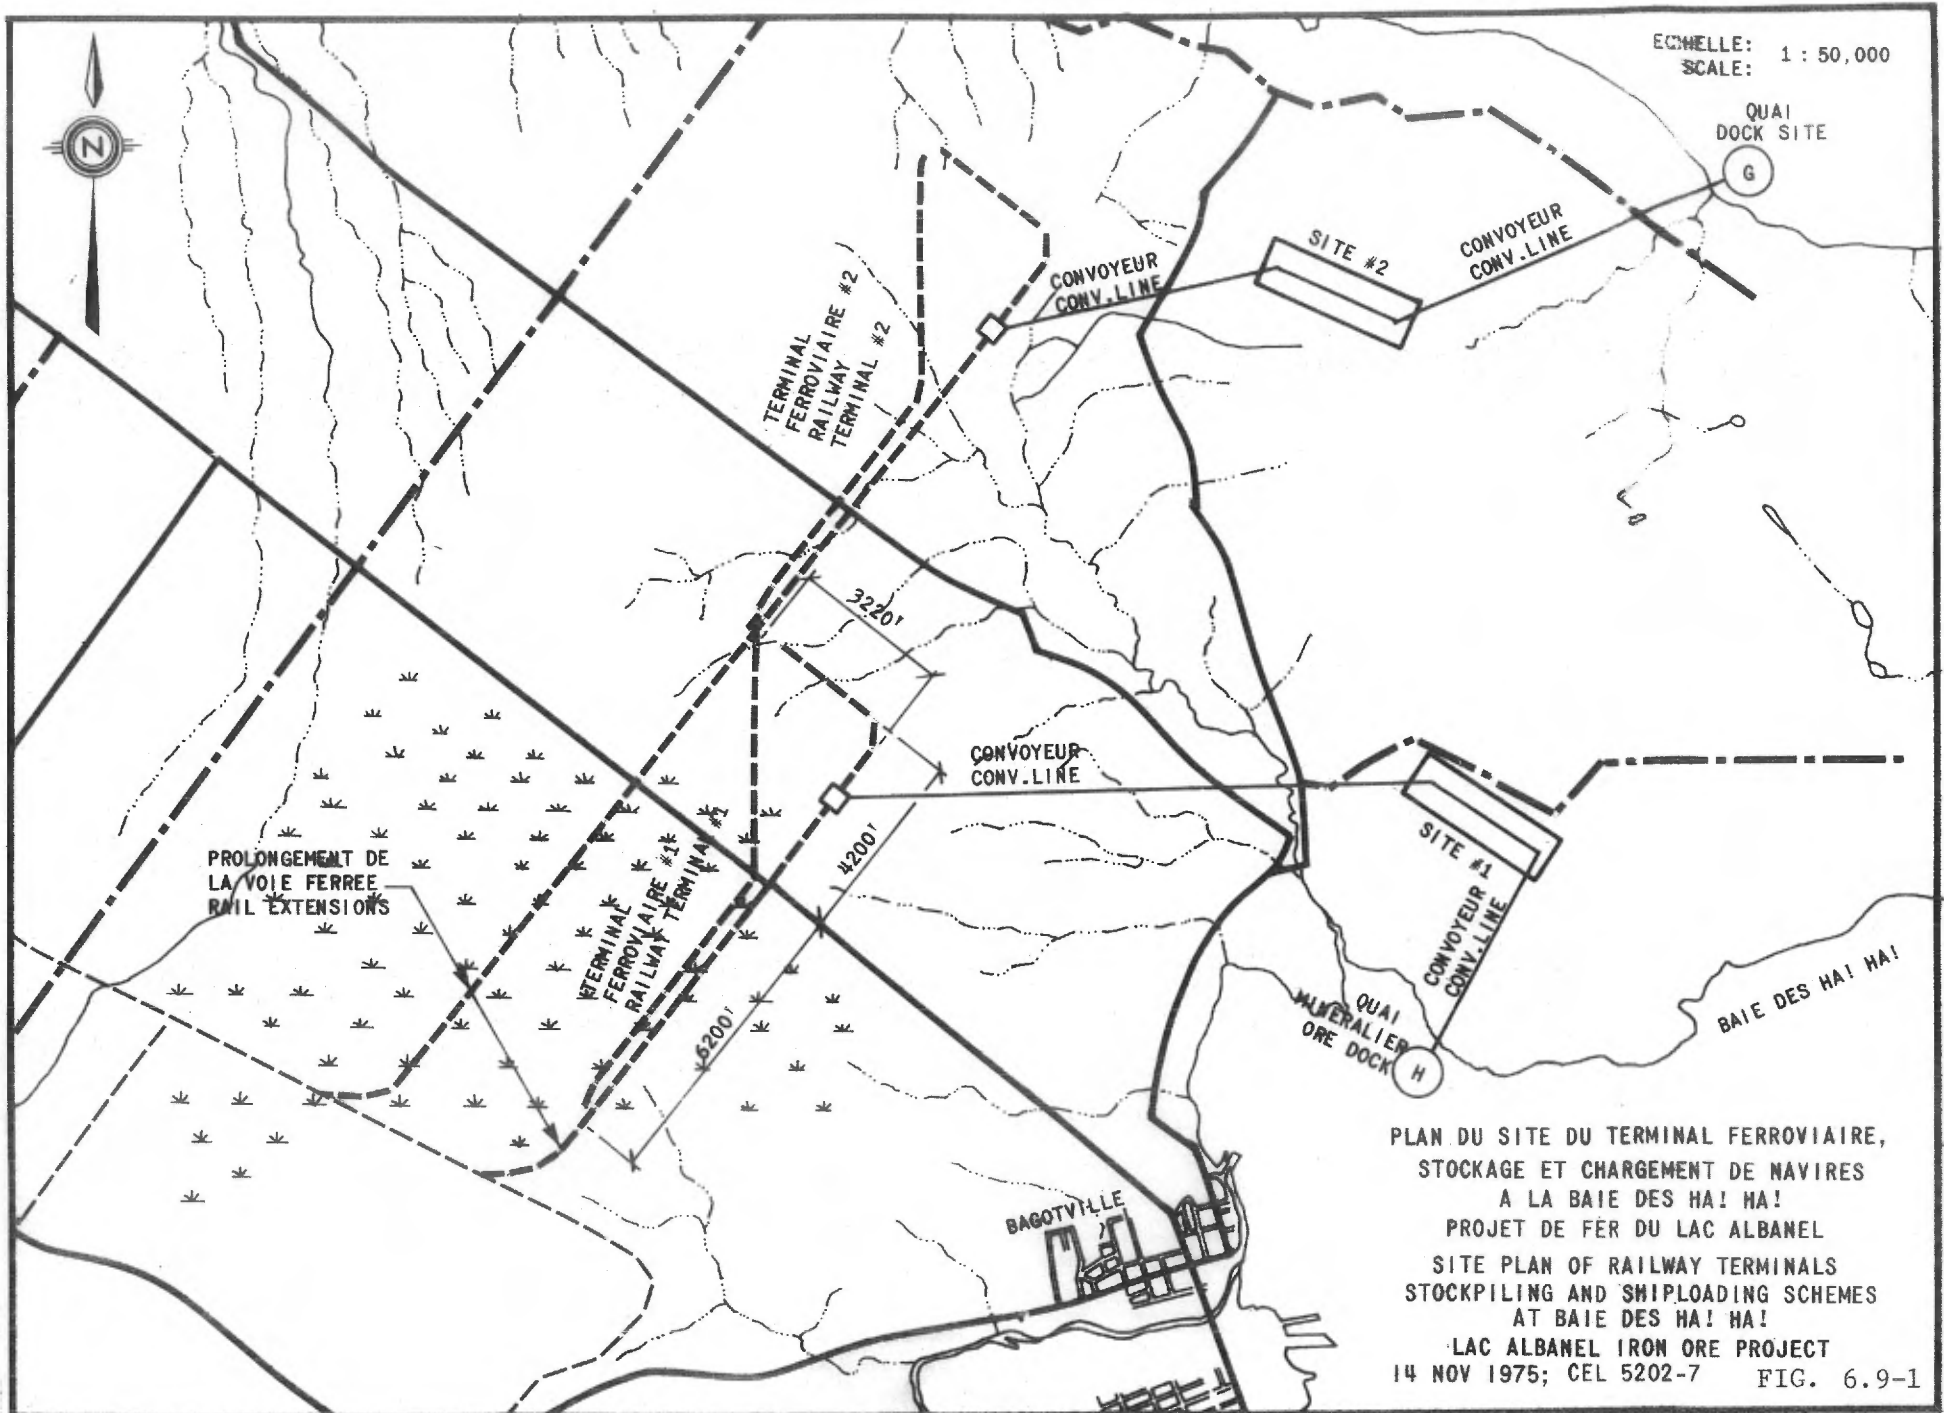 ECHELLE:
SCALE: 1 : 50,000
QUAI
DOCK SITE
G
N
CONVOYEUR
CONV.LINE
SITE #2
CONVOYEUR
CONV.LINE
TERMINAL
FERROVIAIRE #2
RAILWAY
TERMINAL #2
3220'
CONVOYEUR
CONV.LINE
SITE #1
4200'
PROLONGEMENT DE
LA VOIE FERREE
RAIL EXTENSIONS
TERMINAL
FERROVIAIRE #1
RAILWAY TERMINAL #1
6200'
CONVOYEUR
CONV.LINE
QUAI
MINERALIER
ORE DOCK
H
BAIE DES HA! HA!
BAGOTVILLE
PLAN DU SITE DU TERMINAL FERROVIAIRE,
STOCKAGE ET CHARGEMENT DE NAVIRES
A LA BAIE DES HA! HA!
PROJET DE FER DU LAC ALBANEL
SITE PLAN OF RAILWAY TERMINALS
STOCKPILING AND SHIPLOADING SCHEMES
AT BAIE DES HA! HA!
LAC ALBANEL IRON ORE PROJECT
14 NOV 1975; CEL 5202-7
FIG. 6.9-1